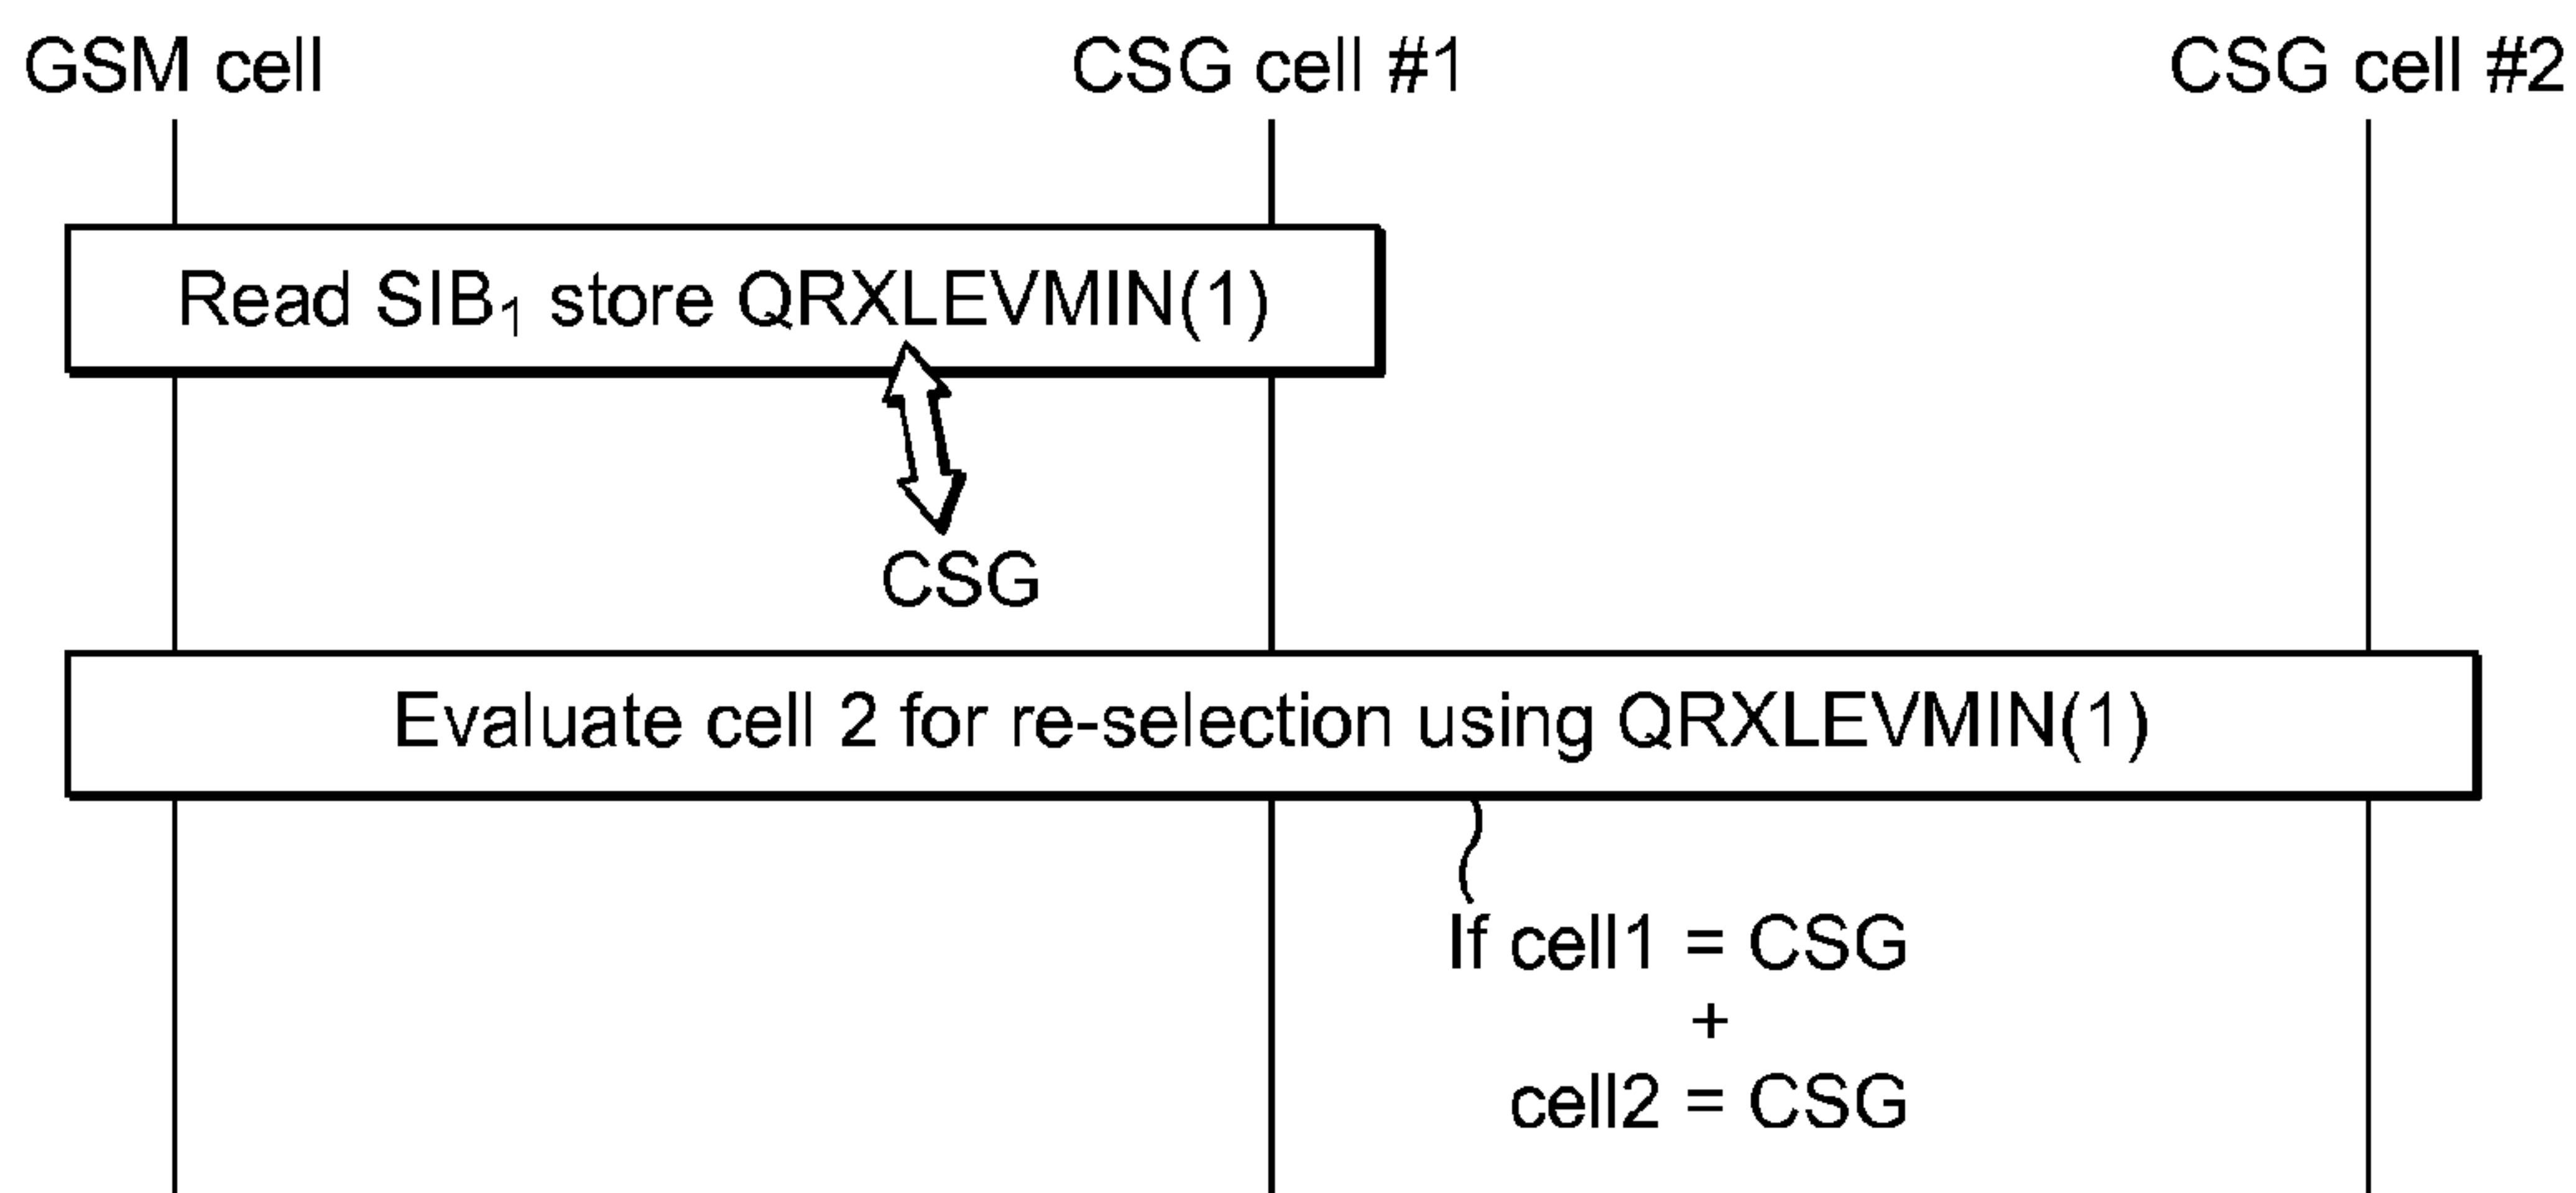 GSM cell
CSG cell #1
CSG cell #2
Read SIB₁ store QRXLEVMIN(1)
CSG
Evaluate cell 2 for re-selection using QRXLEVMIN(1)
If cell1 = CSG
+
cell2 = CSG